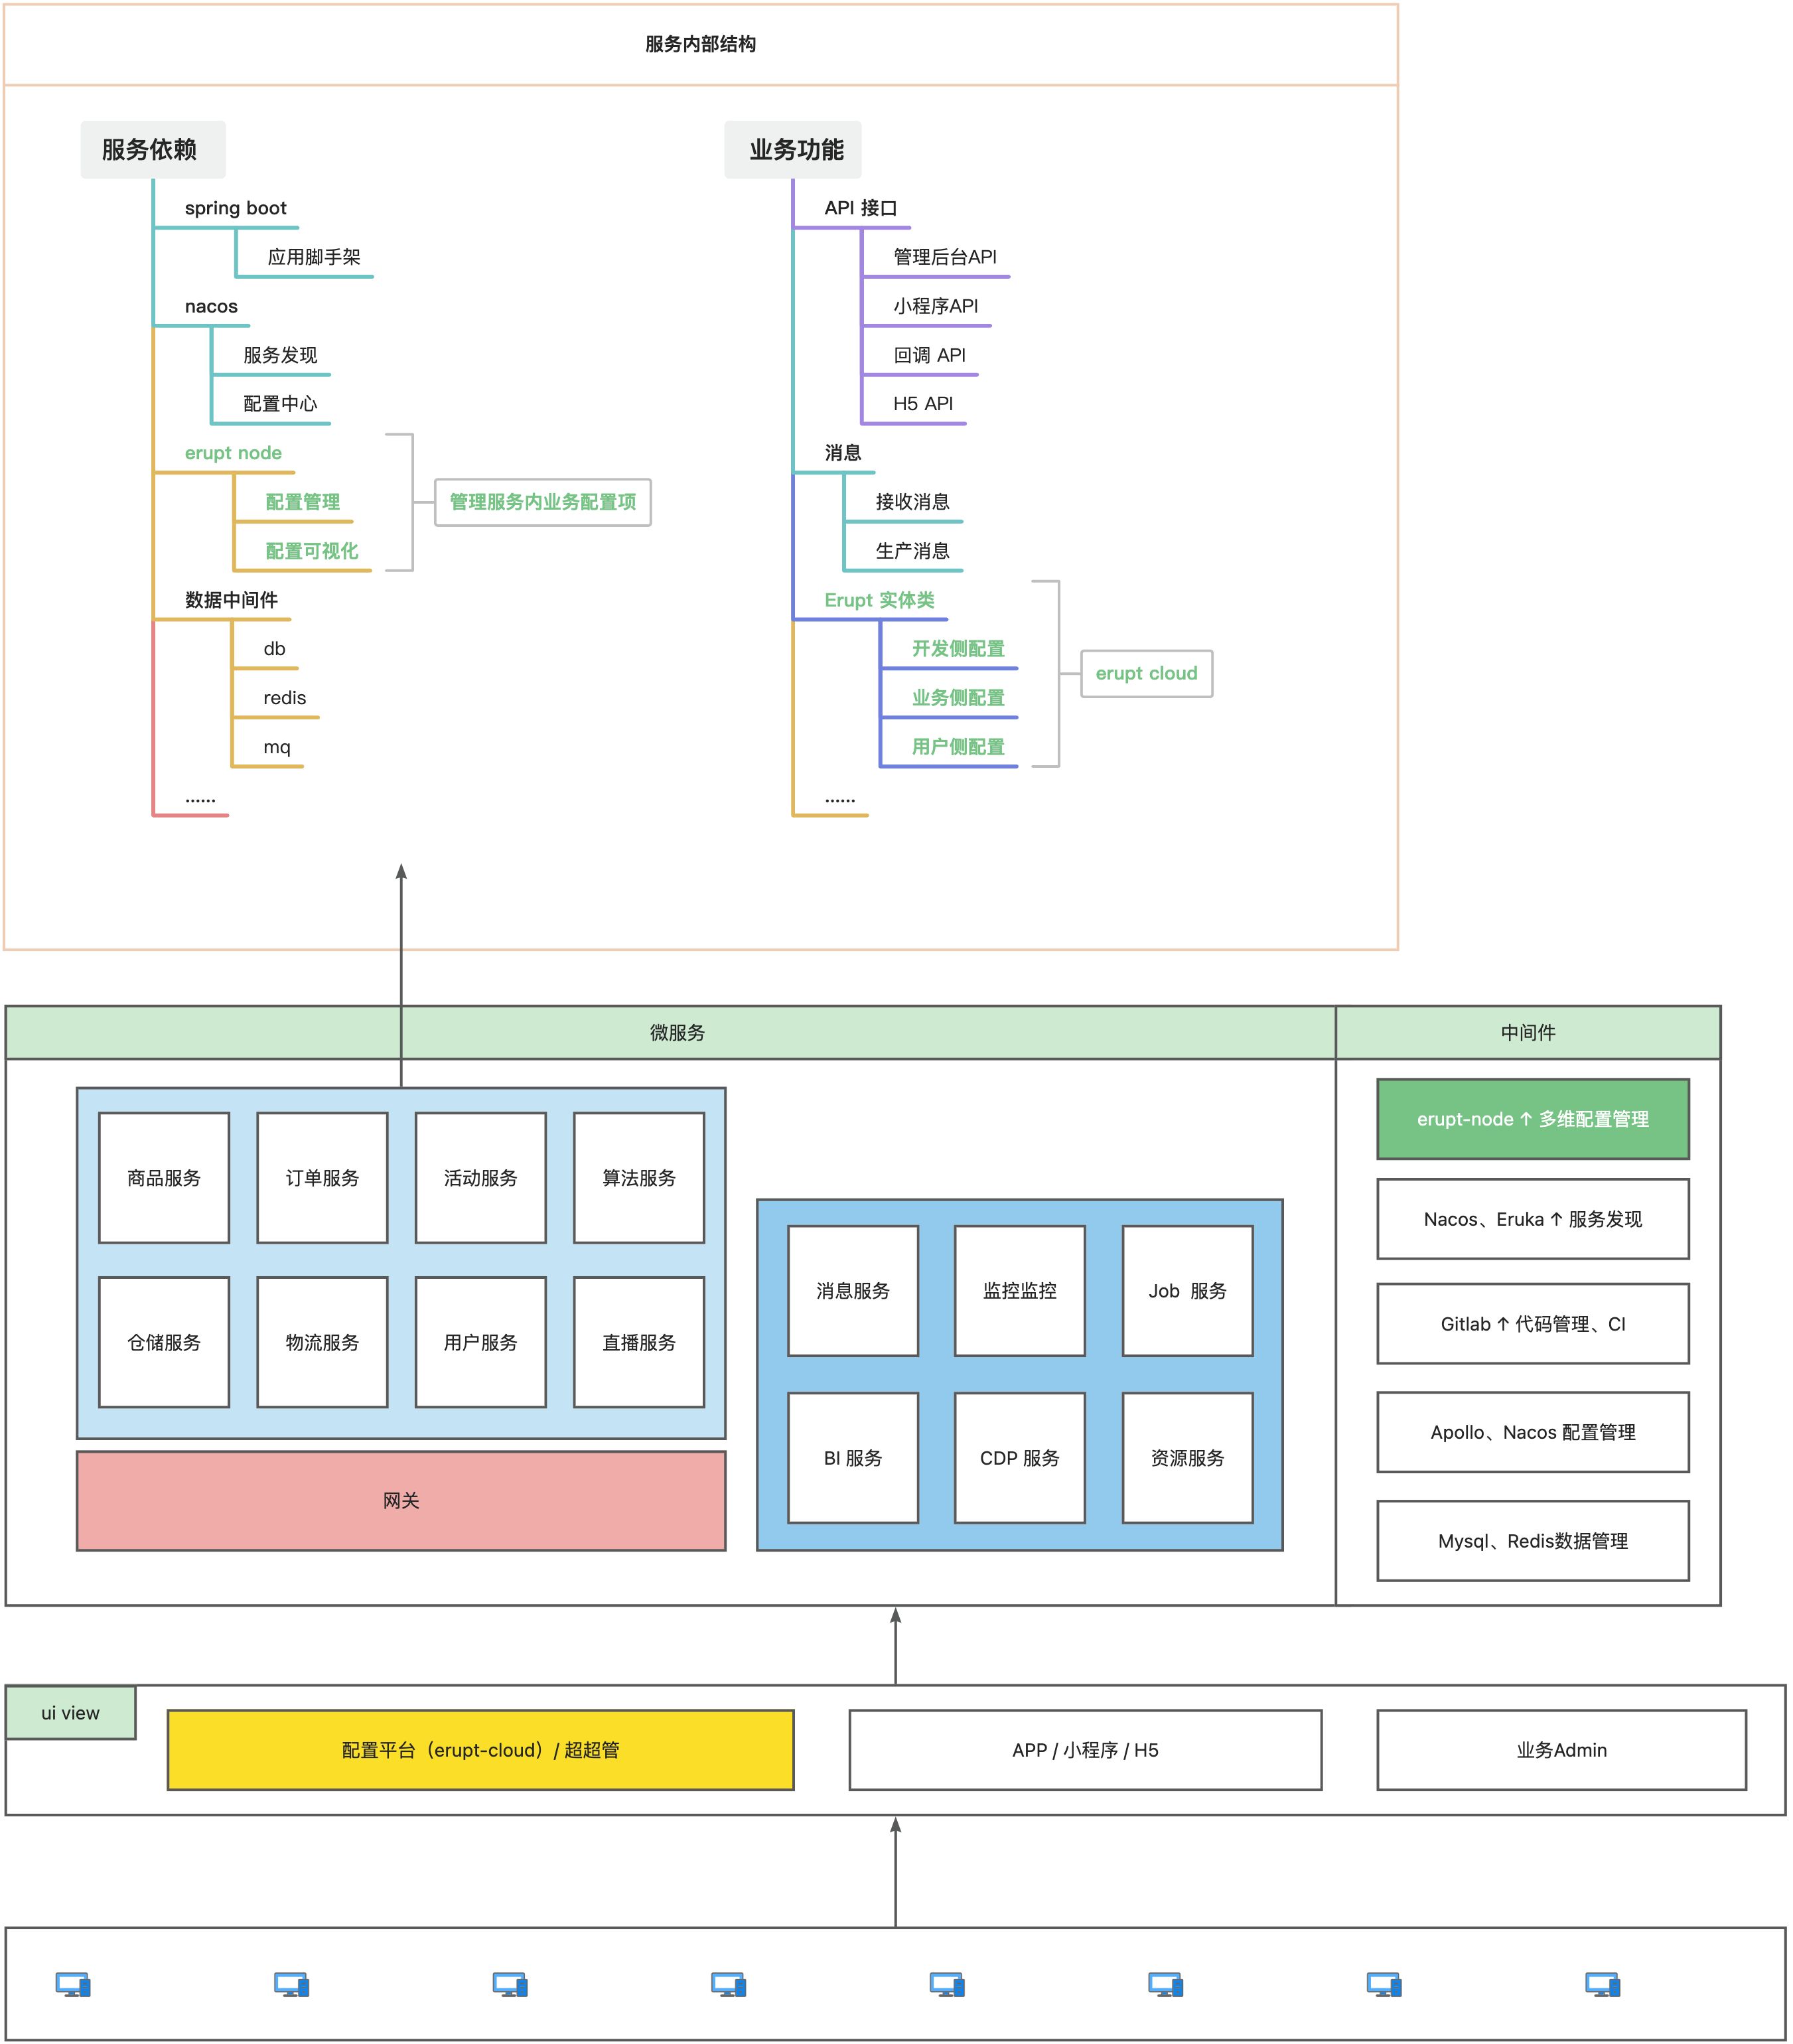 服务内部结构
服务依赖
spring boot
应用脚手架
nacos
服务发现
配置中心
erupt node
配置管理
配置可视化
管理服务内业务配置项
数据中间件
db
redis
mq
......
业务功能
API 接口
管理后台API
小程序API
回调 API
H5 API
消息
接收消息
生产消息
Erupt 实体类
开发侧配置
业务侧配置
用户侧配置
erupt cloud
......
微服务
商品服务
订单服务
活动服务
算法服务
仓储服务
物流服务
用户服务
直播服务
网关
消息服务
监控监控
Job 服务
BI 服务
CDP 服务
资源服务
中间件
erupt-node ↑ 多维配置管理
Nacos、Eruka ↑ 服务发现
Gitlab ↑ 代码管理、CI
Apollo、Nacos 配置管理
Mysql、Redis数据管理
ui view
配置平台（erupt-cloud）/ 超超管
APP / 小程序 / H5
业务Admin